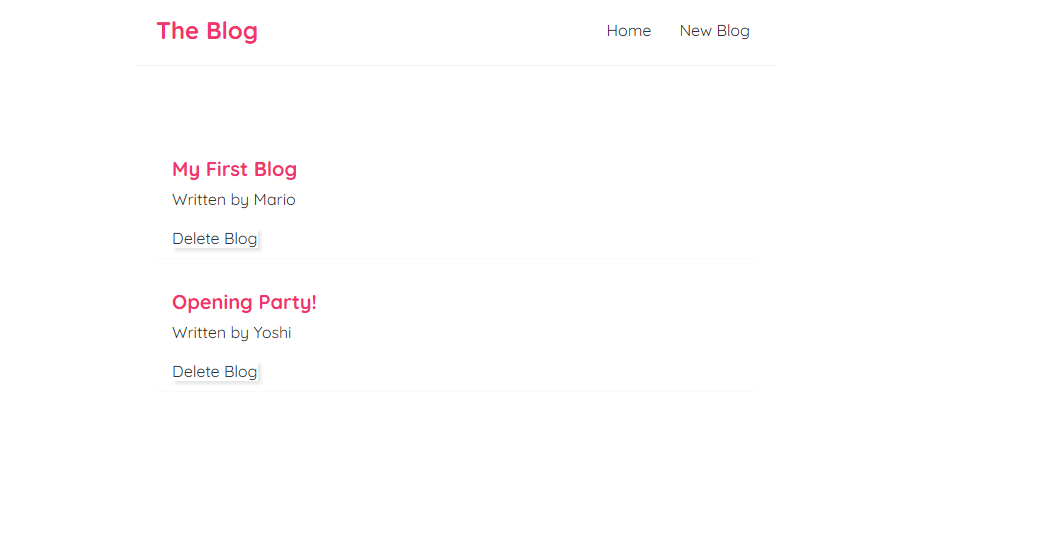 The Blog
Home New Blog
My First Blog
Written by Mario
Delete Blog
Opening Party!
Written by Yoshi
Delete Blog